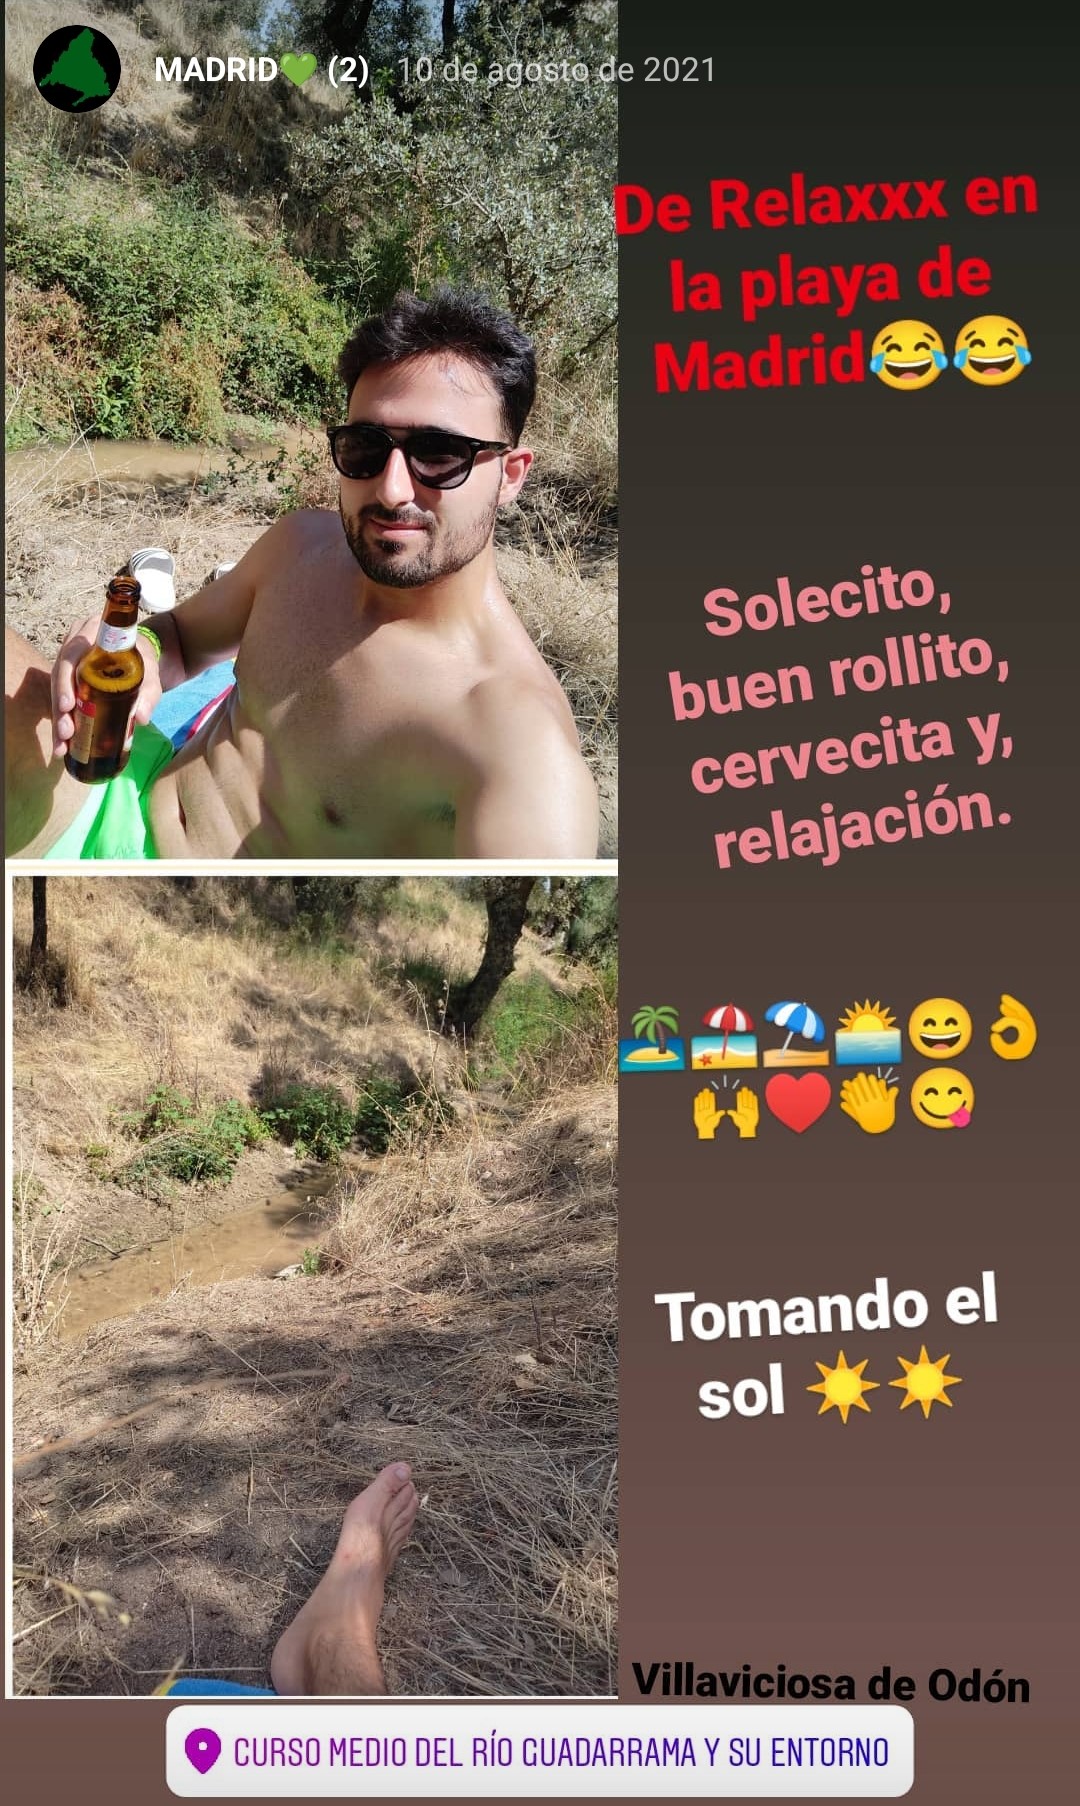 MADRID💚 (2) 10 de agosto de 2021
De Relaxxx en
la playa de
Madrid😂😂
Solecito,
buen rollito,
cervecita y,
relajación.
🏝🏖⛱🌅😄👌
🙌❤👏😋
Tomando el
sol ☀☀
Villaviciosa de Odón
CURSO MEDIO DEL RÍO GUADARRAMA Y SU ENTORNO